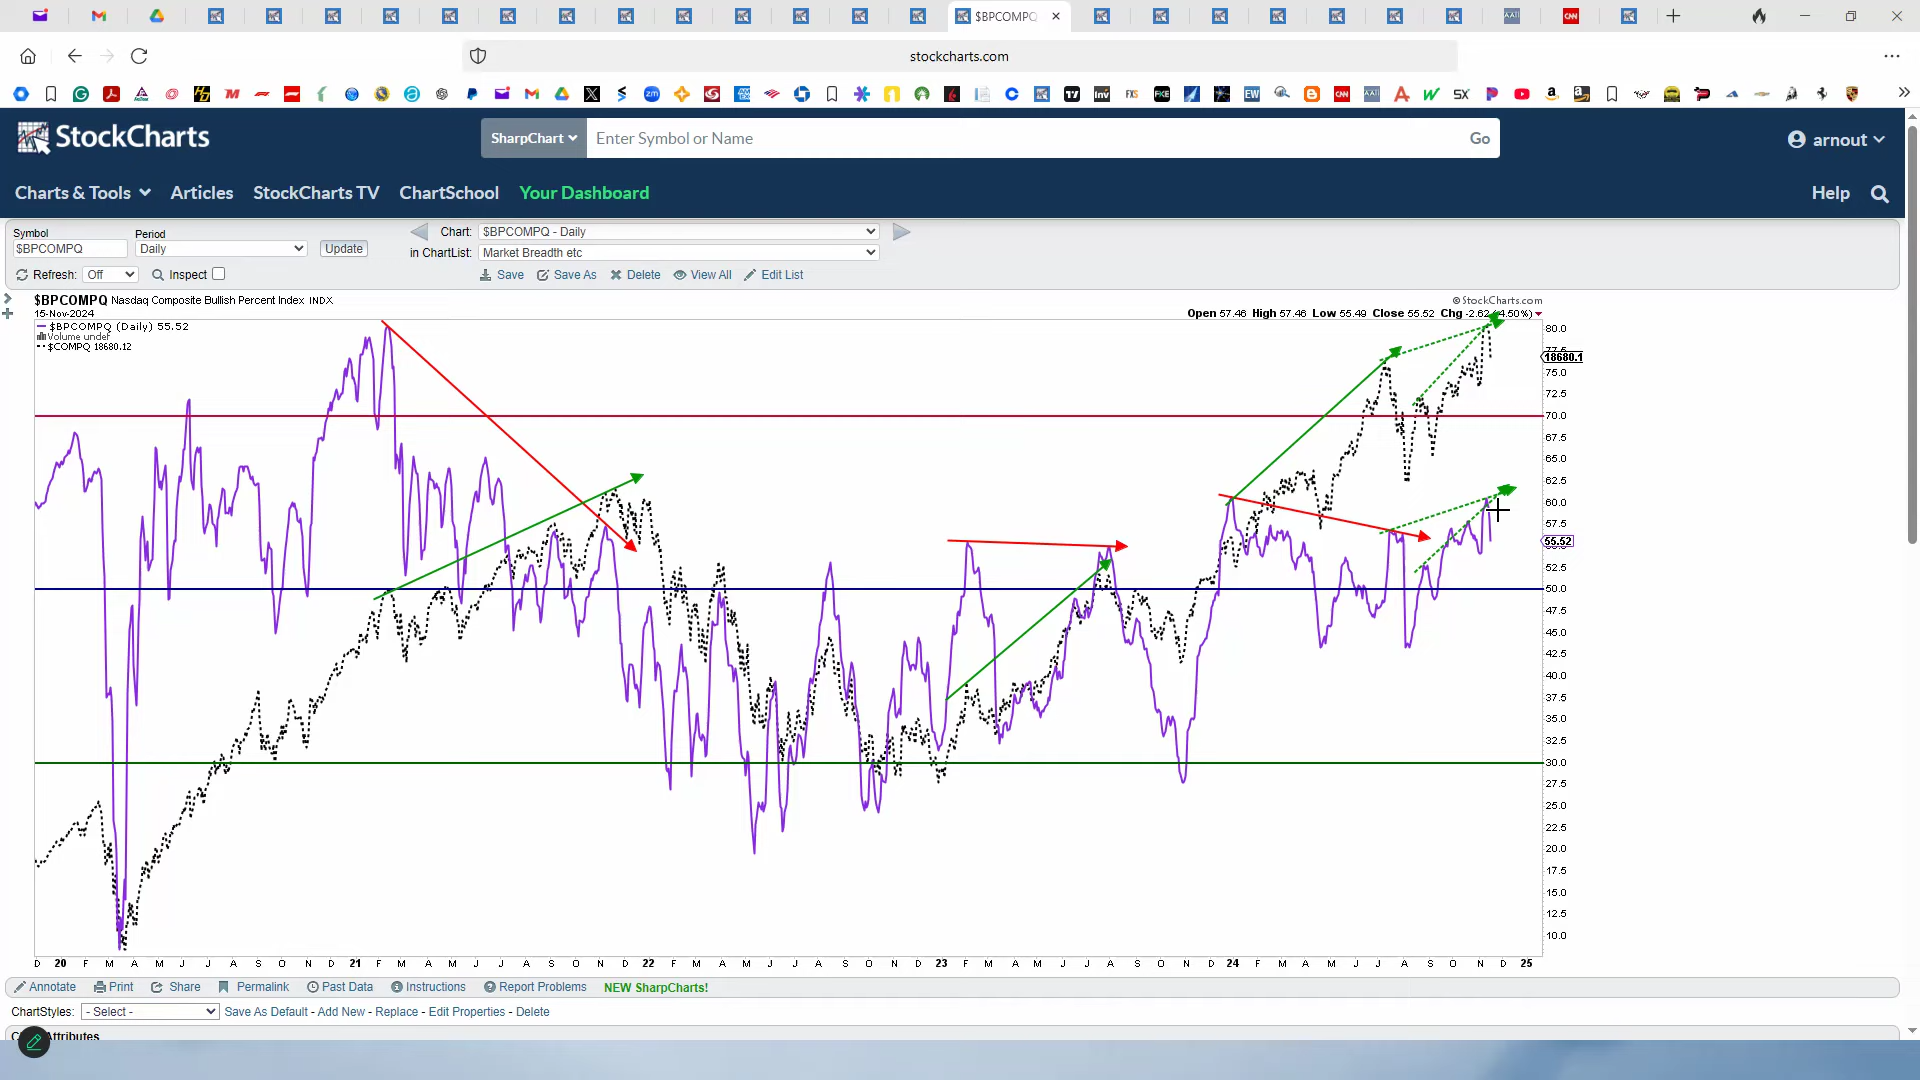 $BPCOMPQ
stockcharts.com
StockCharts
SharpChart
Enter Symbol or Name
Go
arnout
Charts & Tools
Articles
StockCharts TV
ChartSchool
Your Dashboard
Help
Symbol
Period
$BPCOMPQ
Daily
Update
Chart:
$BPCOMPQ - Daily
in ChartList:
Market Breadth etc
Refresh:
Off
Inspect
Save
Save As
Delete
View All
Edit List
$BPCOMPQ Nasdaq Composite Bullish Percent Index INDX
© StockCharts.com
15-Nov-2024
Open 57.46 High 57.46 Low 55.49 Close 55.52 Chg -2.62
$BPCOMPQ (Daily) 55.52
Volume undef
$COMPQ 18680.12
80.0
18680.1
75.0
72.5
70.0
67.5
65.0
62.5
60.0
57.5
55.52
52.5
50.0
47.5
45.0
42.5
40.0
37.5
35.0
32.5
30.0
27.5
25.0
22.5
20.0
17.5
15.0
12.5
10.0
D 20 F M A M J J A S O N D 21 F M A M J J A S O N D 22 F M A M J J A S O N D 23 F M A M J J A S O N D 24 F M A M J J A S O N D 25
Annotate
Print
Share
Permalink
Past Data
Instructions
Report Problems
NEW SharpCharts!
ChartStyles:
- Select -
Save As Default - Add New - Replace - Edit Properties - Delete
Attributes